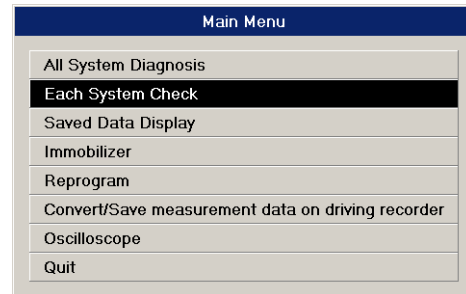 Main Menu
All System Diagnosis
Each System Check
Saved Data Display
Immobilizer
Reprogram
Convert/Save measurement data on driving recorder
Oscilloscope
Quit